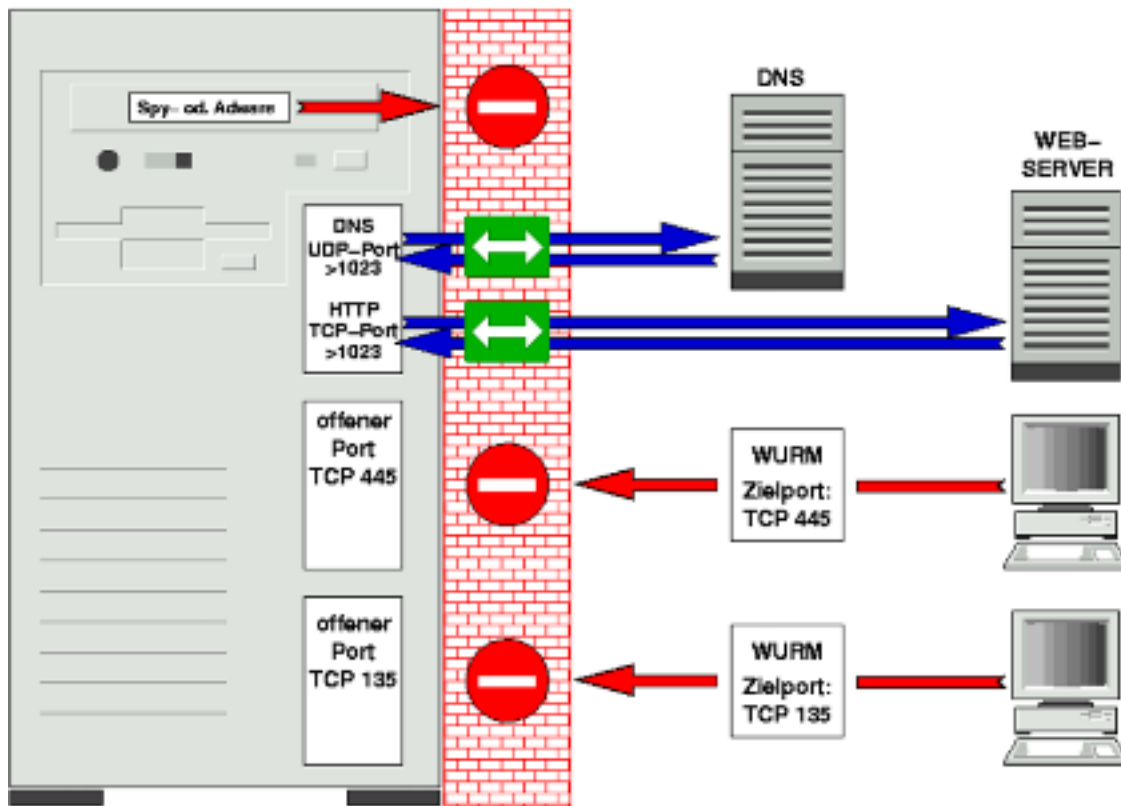 Spy- od. Adware
DNS
WEB-
SERVER
DNS
UDP-Port
>1023
HTTP
TCP-Port
>1023
offener
Port
TCP 445
WURM
Zielport:
TCP 445
offener
Port
TCP 135
WURM
Zielport:
TCP 135